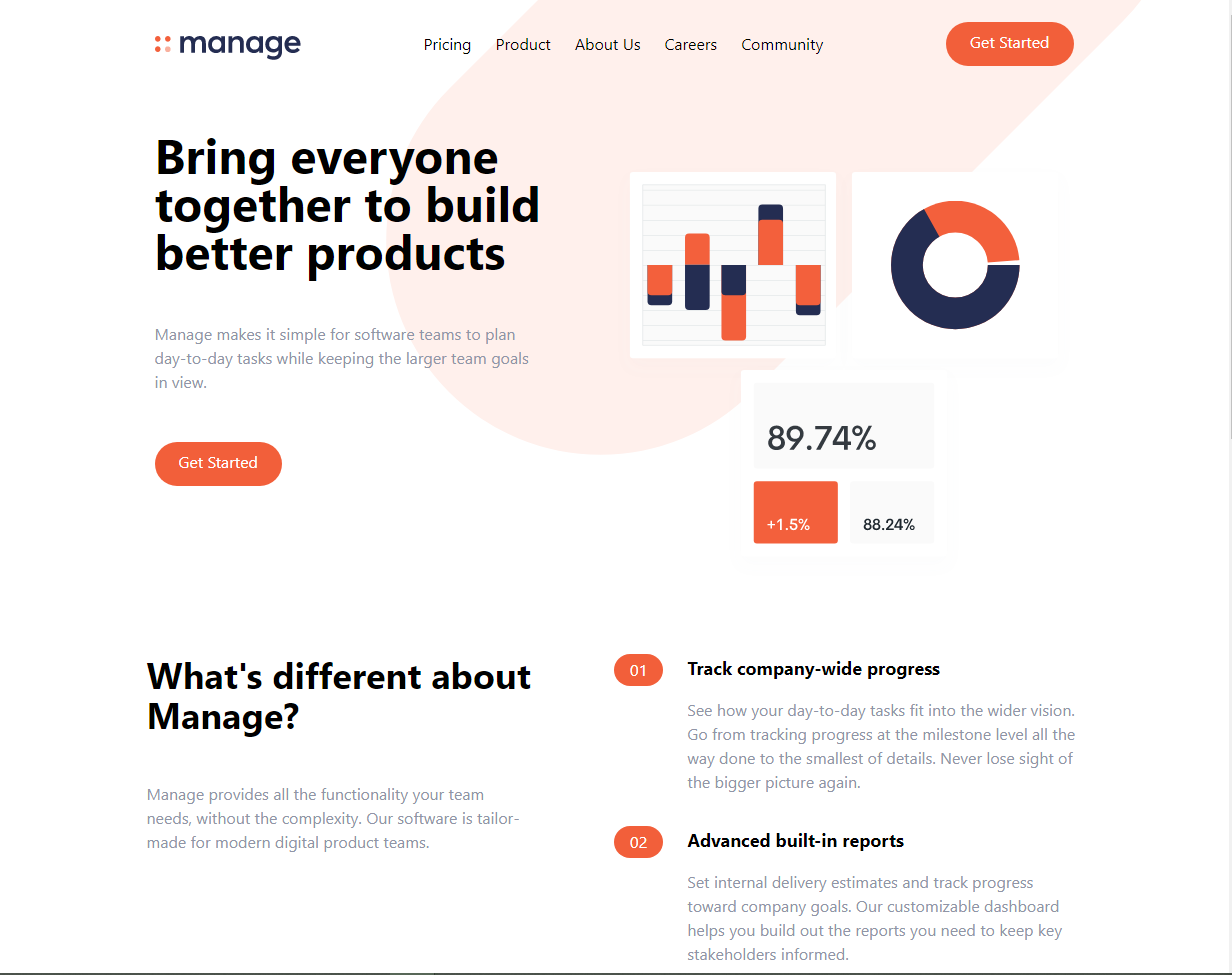 manage
Pricing Product About Us Careers Community
Get Started
Bring everyone
together to build
better products
Manage makes it simple for software teams to plan
day-to-day tasks while keeping the larger team goals
in view.
Get Started
89.74%
+1.5%
88.24%
What's different about
Manage?
Manage provides all the functionality your team
needs, without the complexity. Our software is tailor-
made for modern digital product teams.
01
Track company-wide progress
See how your day-to-day tasks fit into the wider vision.
Go from tracking progress at the milestone level all the
way done to the smallest of details. Never lose sight of
the bigger picture again.
02
Advanced built-in reports
Set internal delivery estimates and track progress
toward company goals. Our customizable dashboard
helps you build out the reports you need to keep key
stakeholders informed.